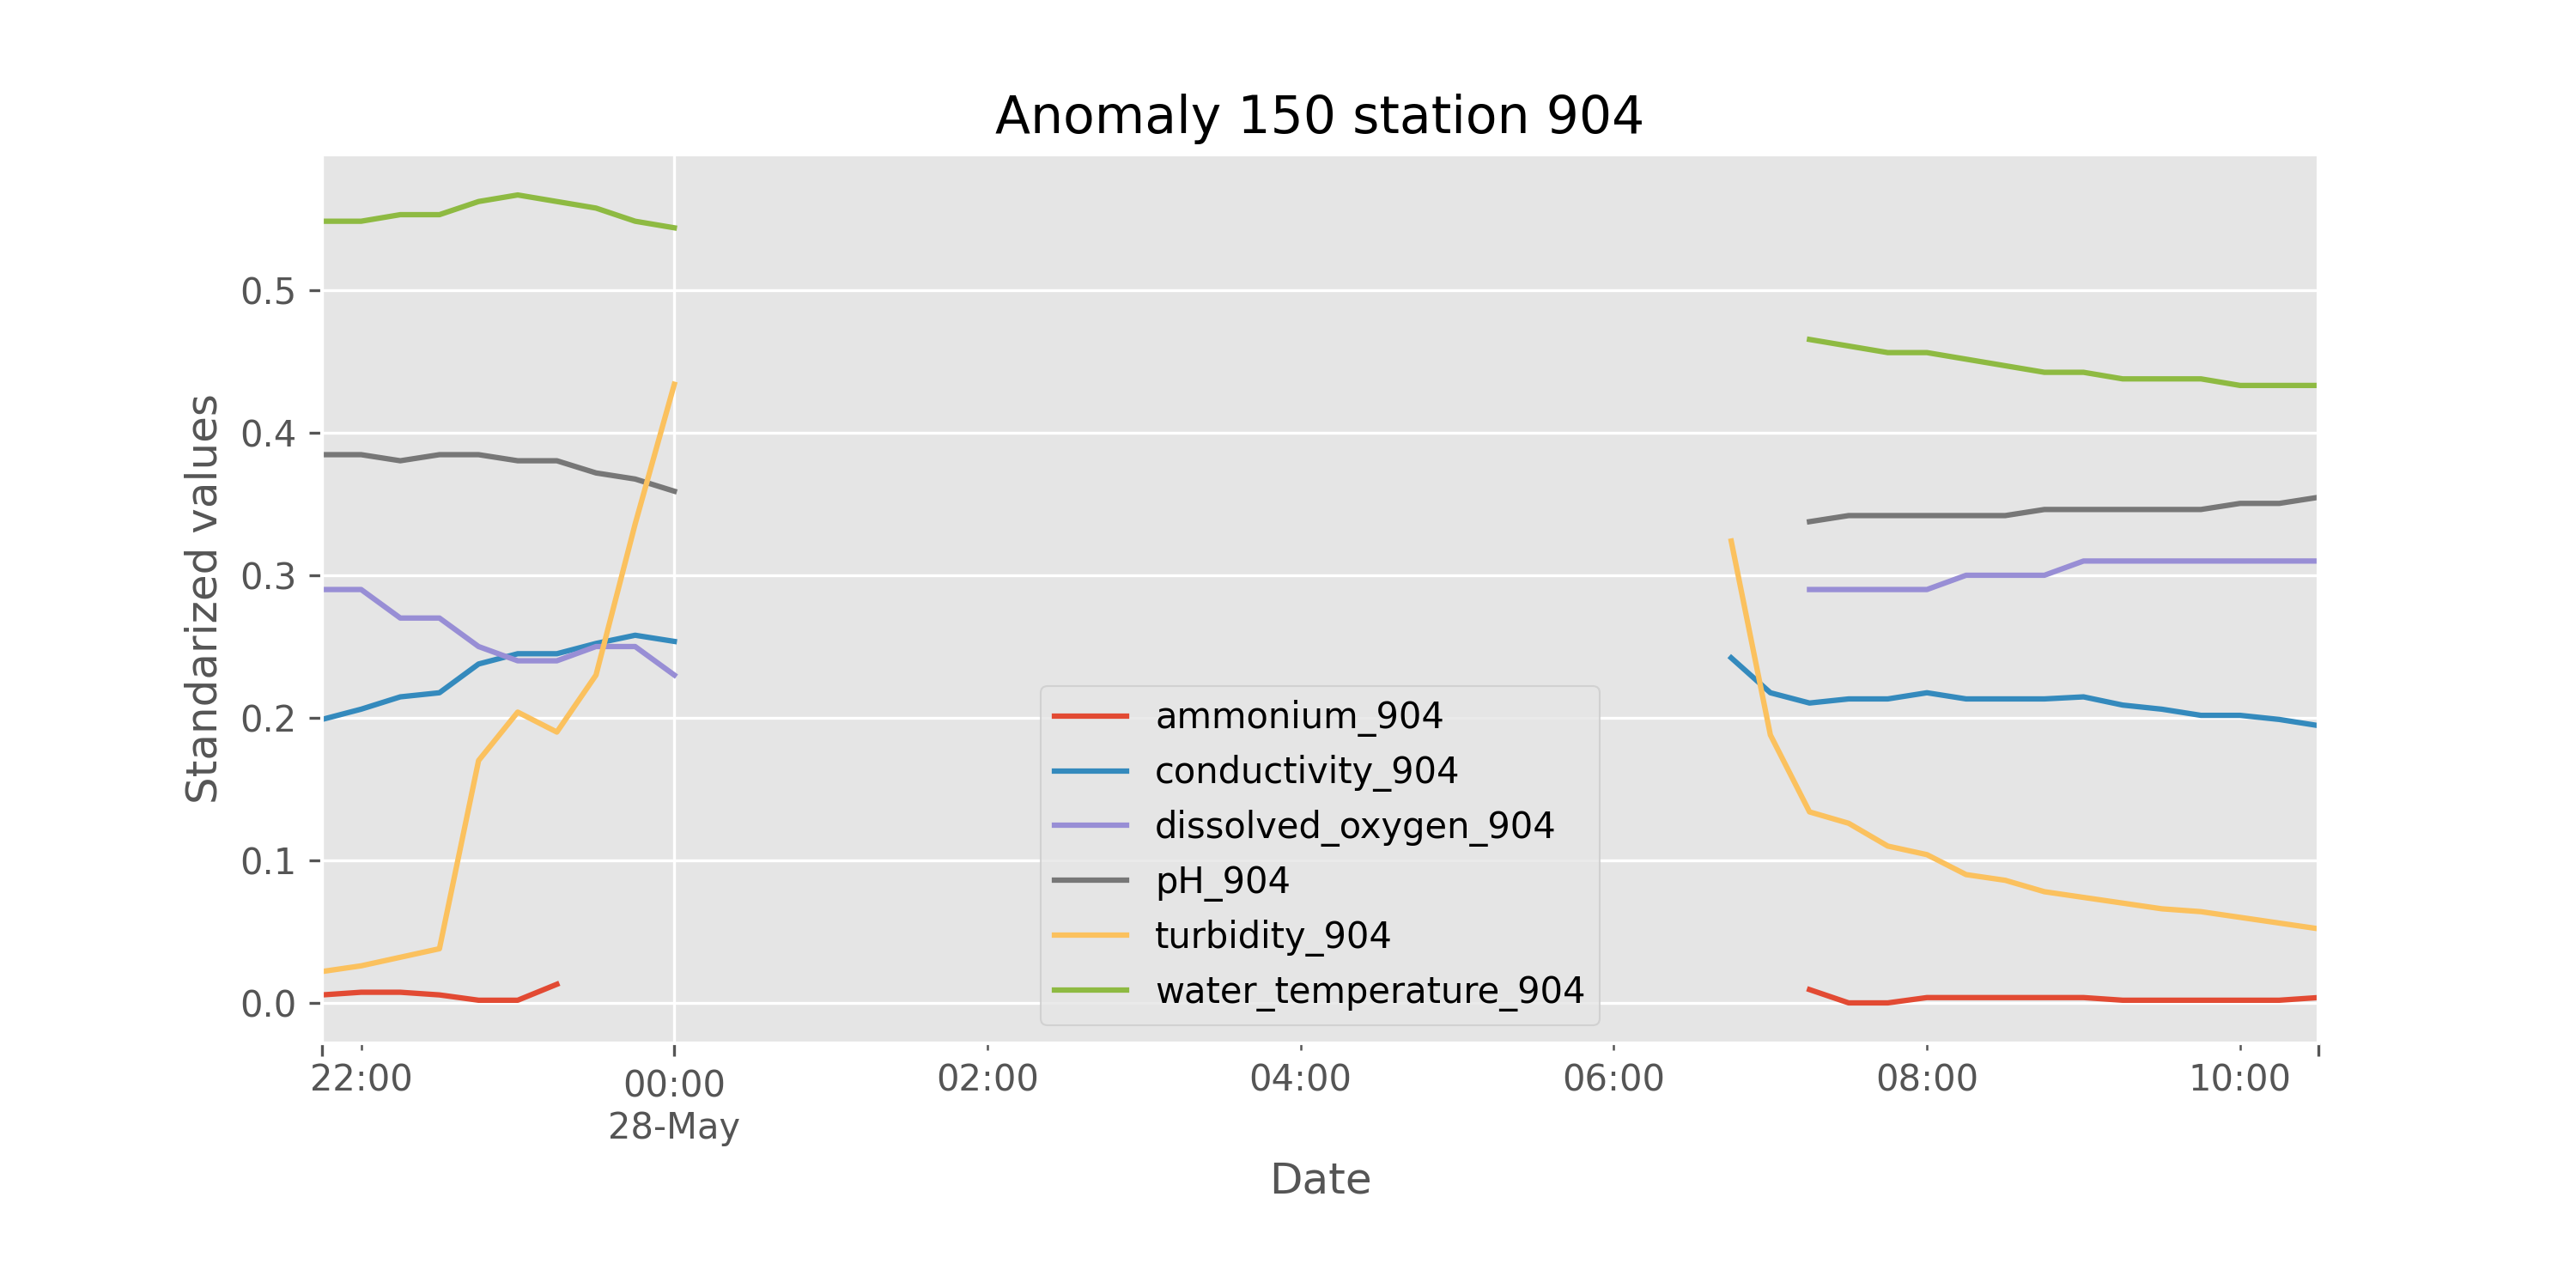 Anomaly 150 station 904
Standarized values
0.5
0.4
0.3
0.2
0.1
0.0
ammonium_904
conductivity_904
dissolved_oxygen_904
pH_904
turbidity_904
water_temperature_904
22:00
00:00
28-May
02:00
04:00
06:00
08:00
10:00
Date